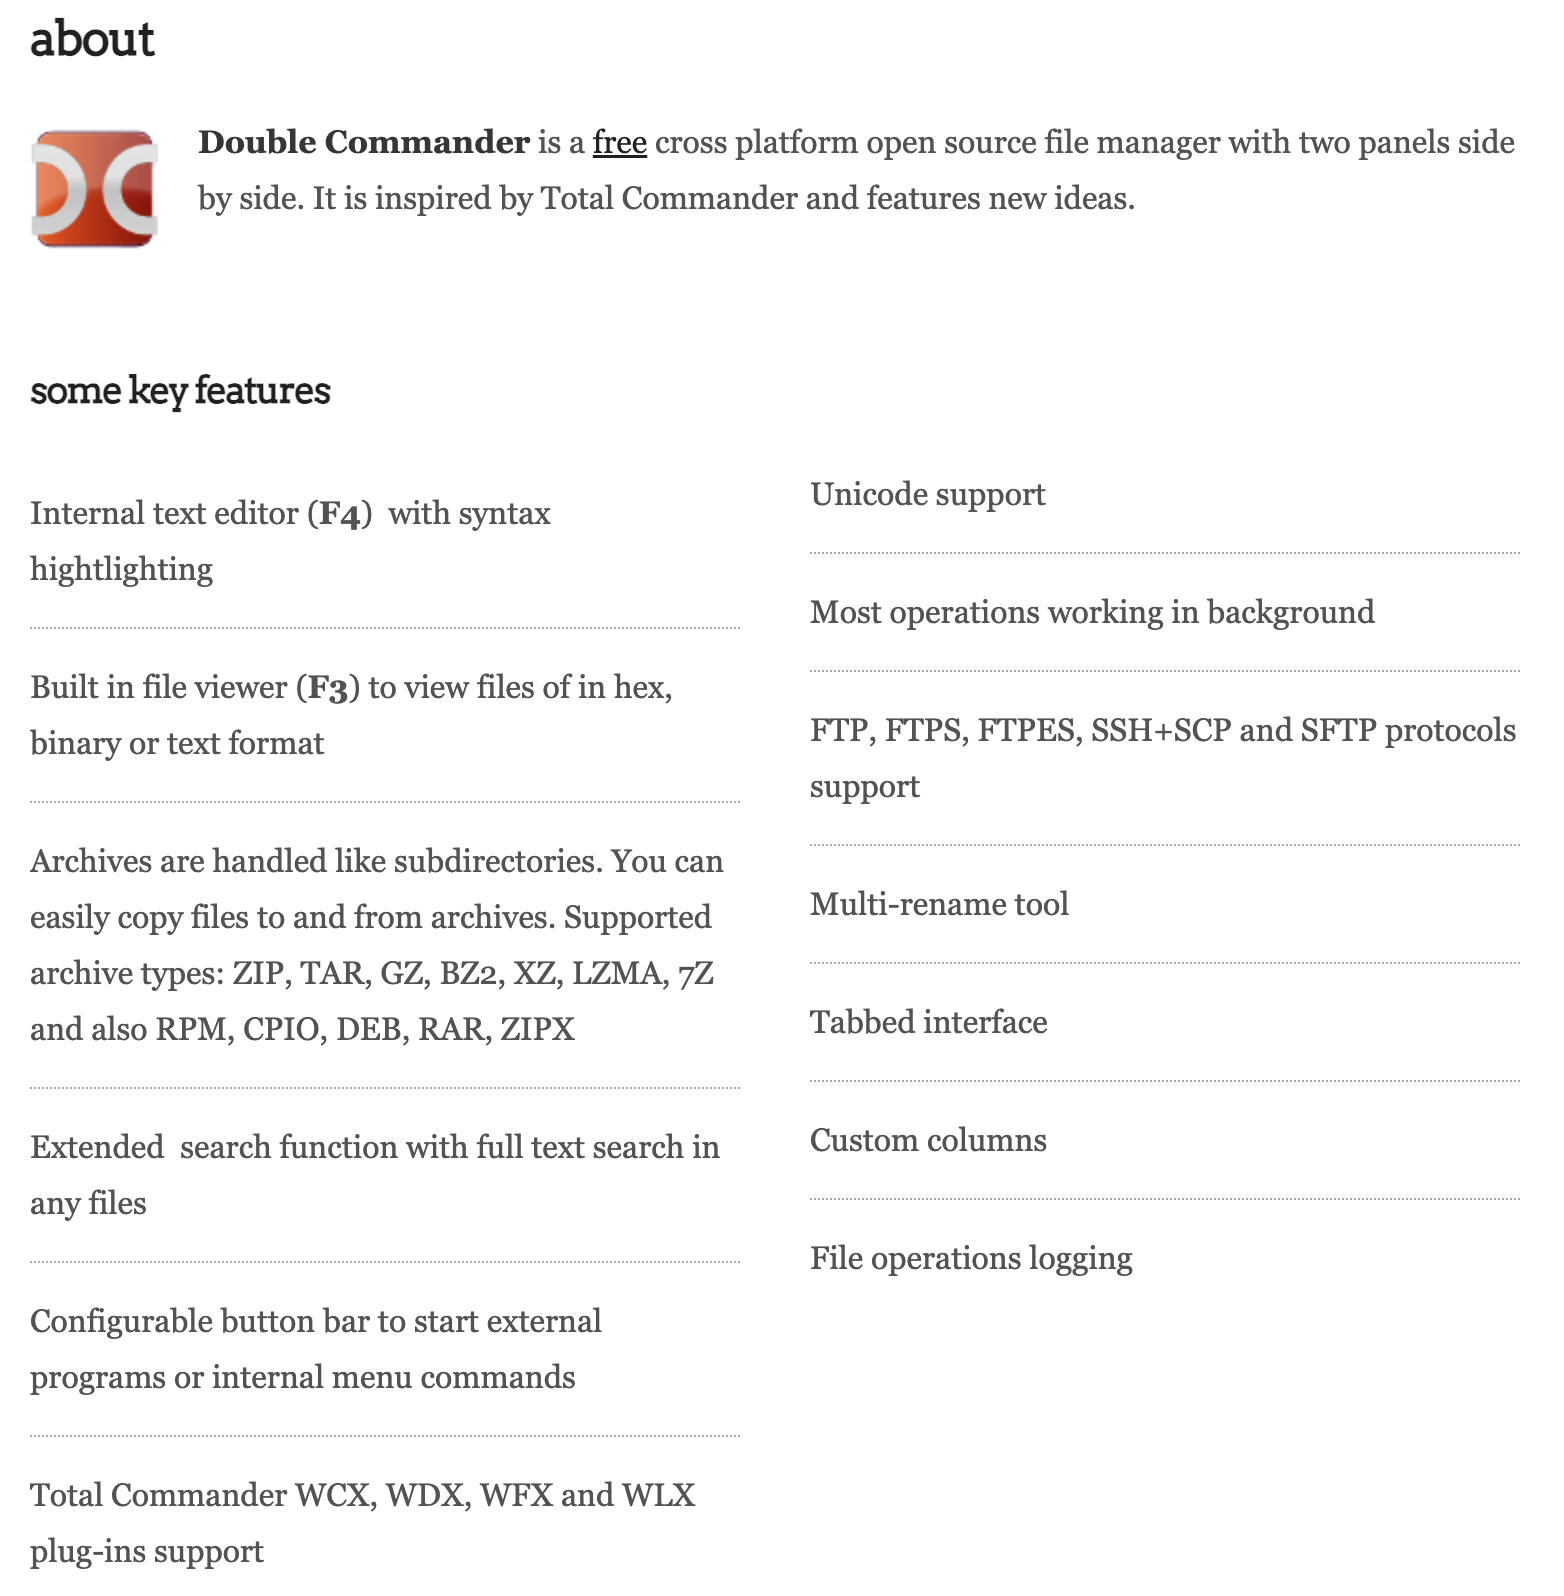 about
Double Commander is a free cross platform open source file manager with two panels side
by side. It is inspired by Total Commander and features new ideas.
some key features
Internal text editor (F4)  with syntax
hightlighting
Built in file viewer (F3) to view files of in hex,
binary or text format
Archives are handled like subdirectories. You can
easily copy files to and from archives. Supported
archive types: ZIP, TAR, GZ, BZ2, XZ, LZMA, 7Z
and also RPM, CPIO, DEB, RAR, ZIPX
Extended  search function with full text search in
any files
Configurable button bar to start external
programs or internal menu commands
Total Commander WCX, WDX, WFX and WLX
plug-ins support
Unicode support
Most operations working in background
FTP, FTPS, FTPES, SSH+SCP and SFTP protocols
support
Multi-rename tool
Tabbed interface
Custom columns
File operations logging